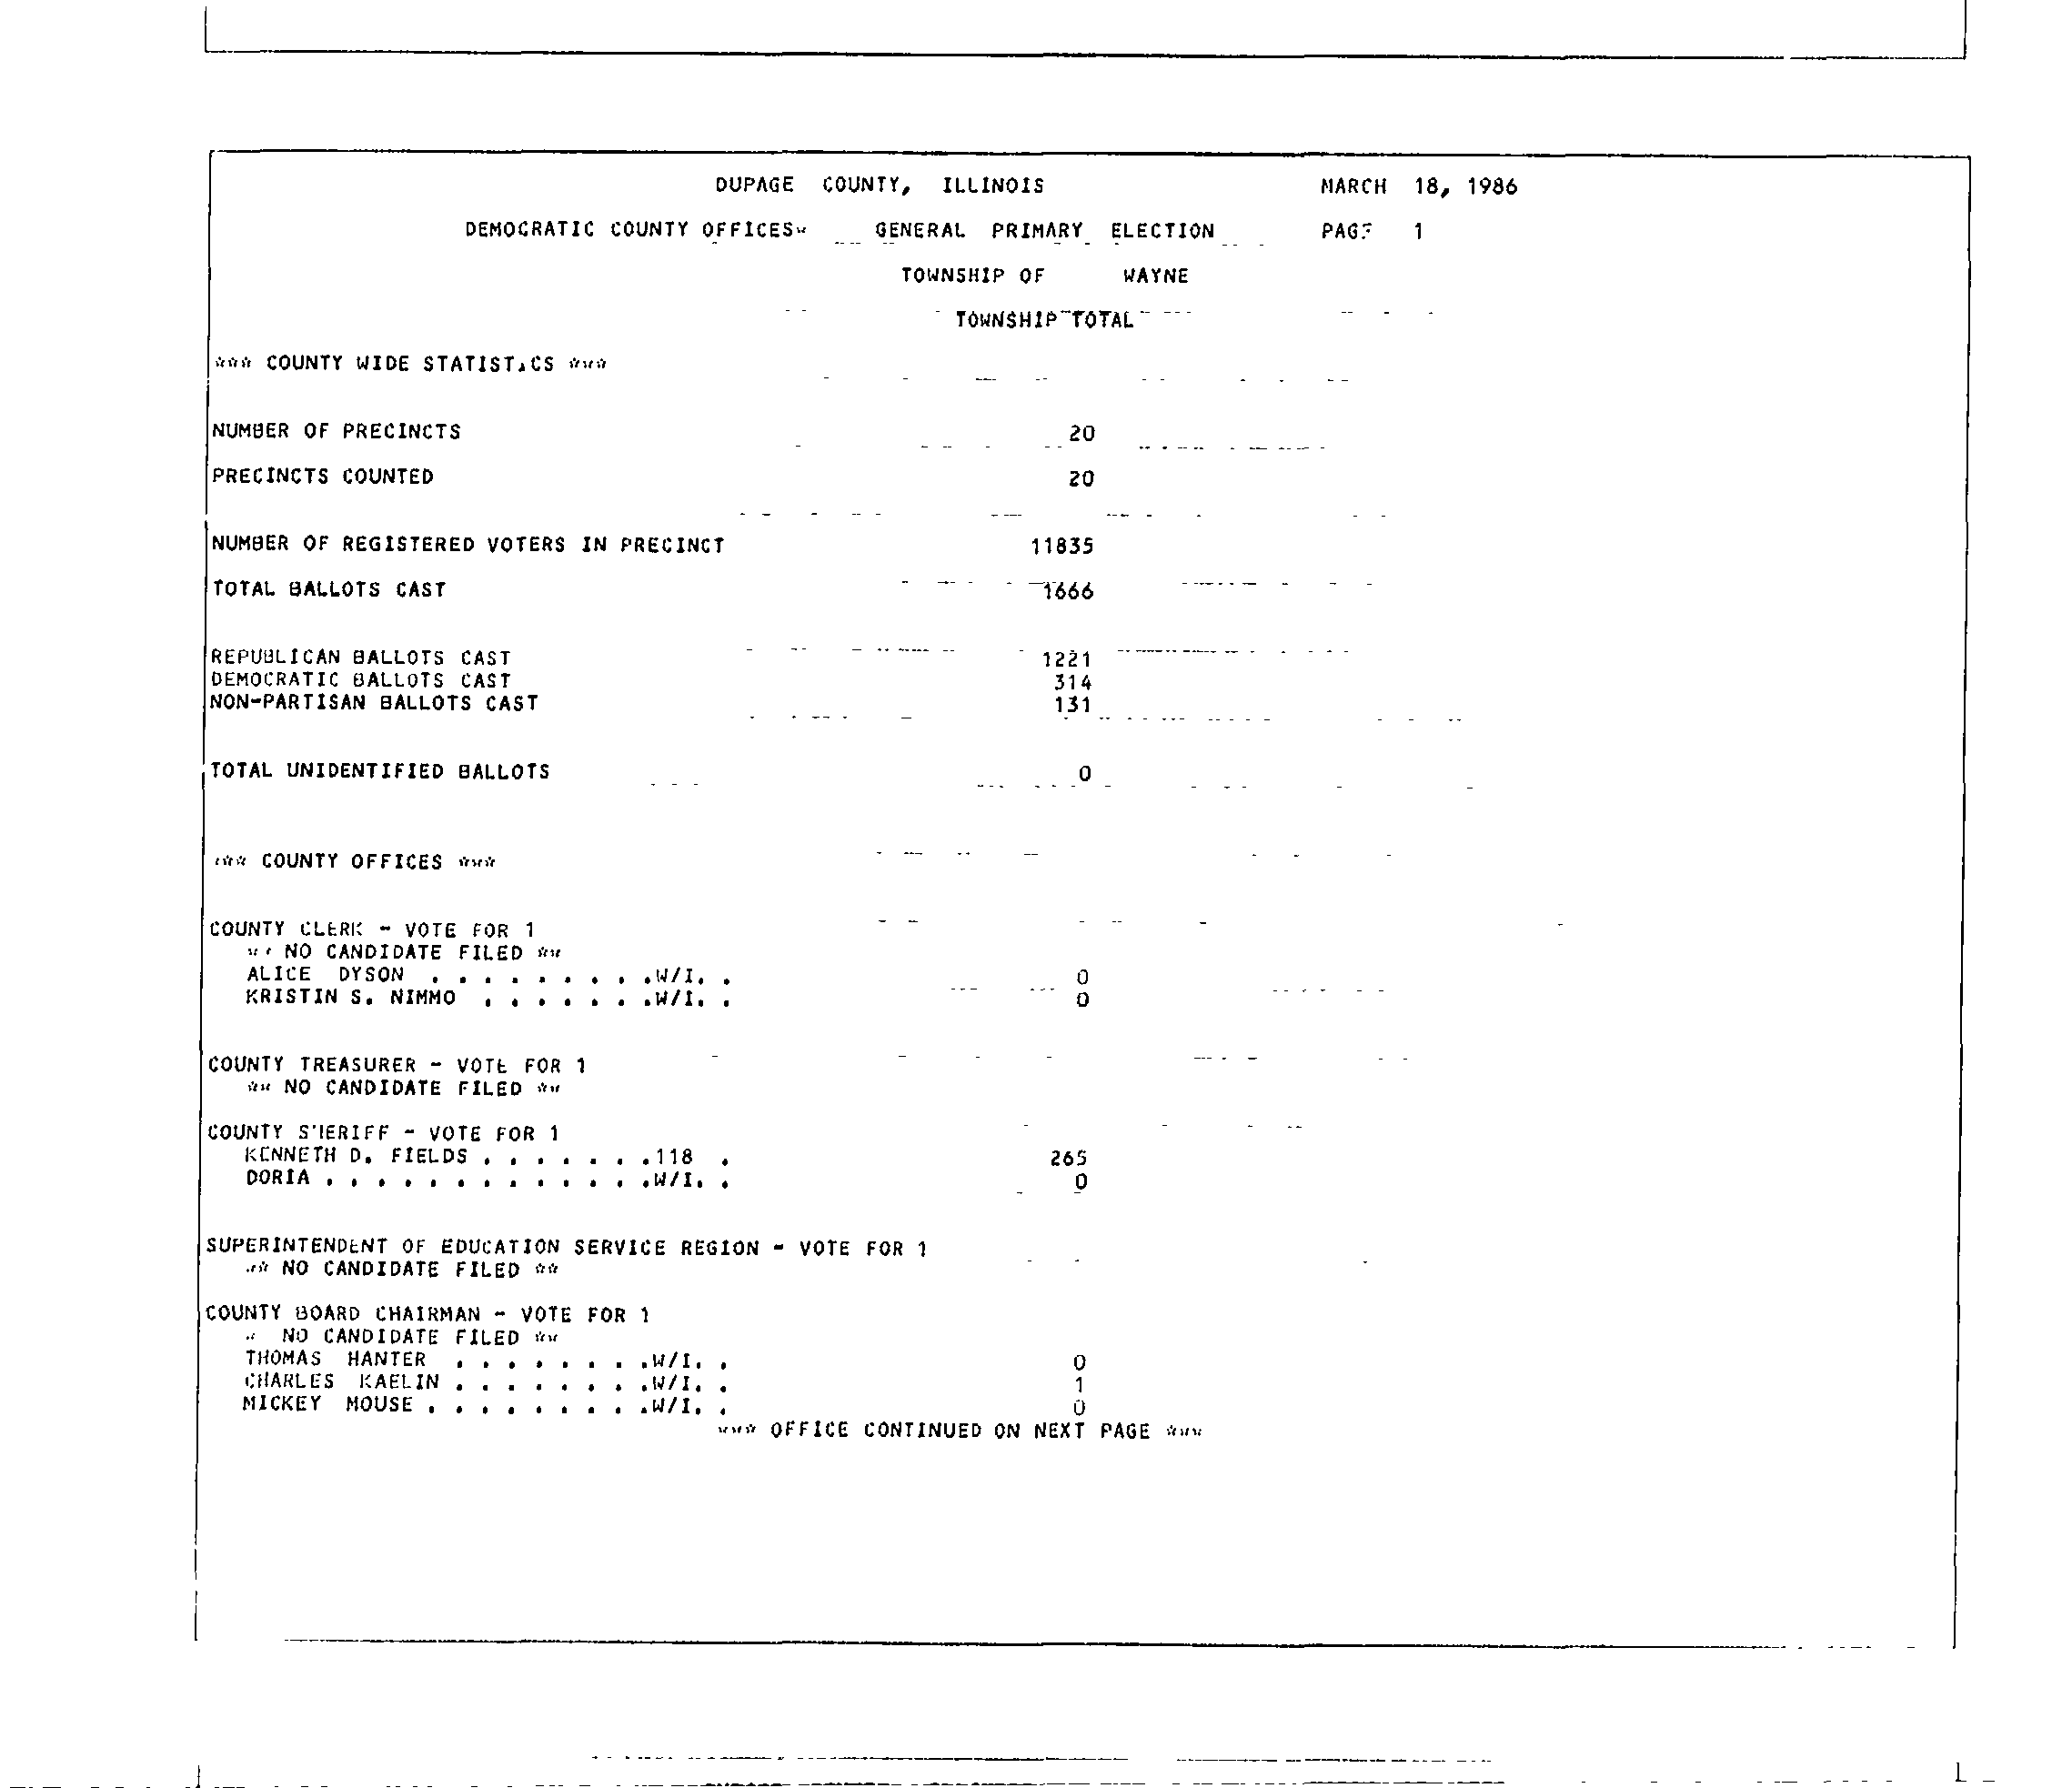 DUPAGE COUNTY, ILLINOIS MARCH 18, 1986
DEMOCRATIC COUNTY OFFICES* GENERAL PRIMARY ELECTION PAGE 1
TOWNSHIP OF WAYNE
TOWNSHIP TOTAL
*** COUNTY WIDE STATISTICS ***
NUMBER OF PRECINCTS 20
PRECINCTS COUNTED 20
NUMBER OF REGISTERED VOTERS IN PRECINCT 11835
TOTAL BALLOTS CAST 1666
REPUBLICAN BALLOTS CAST 1221
DEMOCRATIC BALLOTS CAST 314
NON-PARTISAN BALLOTS CAST 131
TOTAL UNIDENTIFIED BALLOTS 0
*** COUNTY OFFICES ***
COUNTY CLERK - VOTE FOR 1
** NO CANDIDATE FILED **
ALICE DYSON . . . . . . . . .W/I. . 0
KRISTIN S. NIMMO . . . . . . .W/I. . 0
COUNTY TREASURER - VOTE FOR 1
** NO CANDIDATE FILED **
COUNTY SHERIFF - VOTE FOR 1
KENNETH D. FIELDS . . . . . . .118 . 265
DORIA . . . . . . . . . . . . .W/I. . 0
SUPERINTENDENT OF EDUCATION SERVICE REGION - VOTE FOR 1
** NO CANDIDATE FILED **
COUNTY BOARD CHAIRMAN - VOTE FOR 1
* NO CANDIDATE FILED **
THOMAS HANTER . . . . . . . .W/I. . 0
CHARLES KAELIN . . . . . . . .W/I. . 1
MICKEY MOUSE . . . . . . . . .W/I. . 0
*** OFFICE CONTINUED ON NEXT PAGE ***